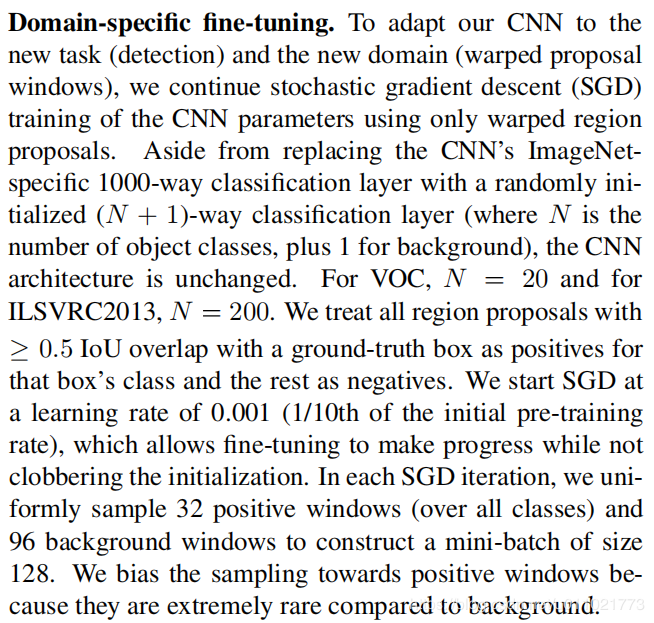 Domain-specific fine-tuning. To adapt our CNN to the
new task (detection) and the new domain (warped proposal
windows), we continue stochastic gradient descent (SGD)
training of the CNN parameters using only warped region
proposals. Aside from replacing the CNN's ImageNet-
specific 1000-way classification layer with a randomly ini-
tialized (N + 1)-way classification layer (where N is the
number of object classes, plus 1 for background), the CNN
architecture is unchanged. For VOC, N = 20 and for
ILSVRC2013, N = 200. We treat all region proposals with
≥ 0.5 IoU overlap with a ground-truth box as positives for
that box's class and the rest as negatives. We start SGD at
a learning rate of 0.001 (1/10th of the initial pre-training
rate), which allows fine-tuning to make progress while not
clobbering the initialization. In each SGD iteration, we uni-
formly sample 32 positive windows (over all classes) and
96 background windows to construct a mini-batch of size
128. We bias the sampling towards positive windows be-
cause they are extremely rare compared to background.